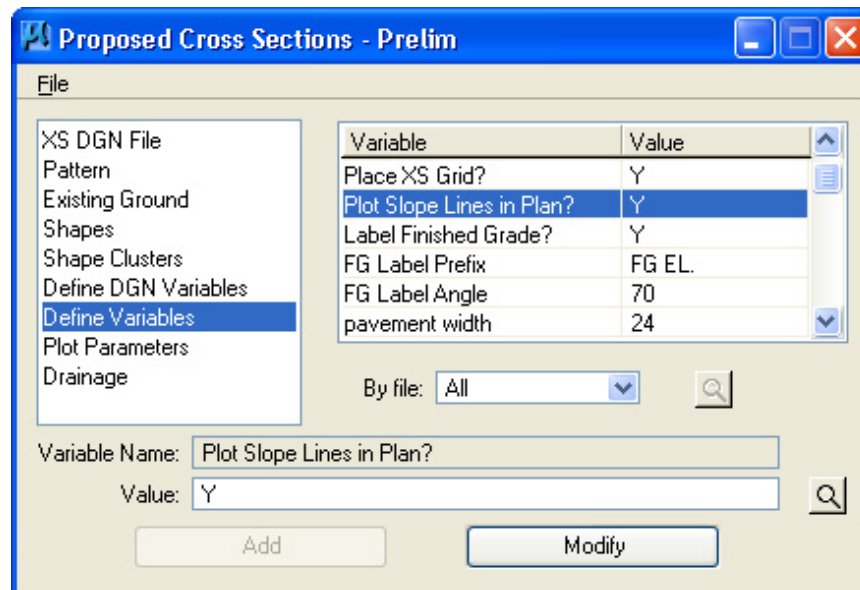 Proposed Cross Sections - Prelim
File
XS DGN File
Pattern
Existing Ground
Shapes
Shape Clusters
Define DGN Variables
Define Variables
Plot Parameters
Drainage
Variable Value
Place XS Grid? Y
Plot Slope Lines in Plan? Y
Label Finished Grade? Y
FG Label Prefix FG EL.
FG Label Angle 70
pavement width 24
By file: All
Variable Name: Plot Slope Lines in Plan?
Value: Y
Add Modify